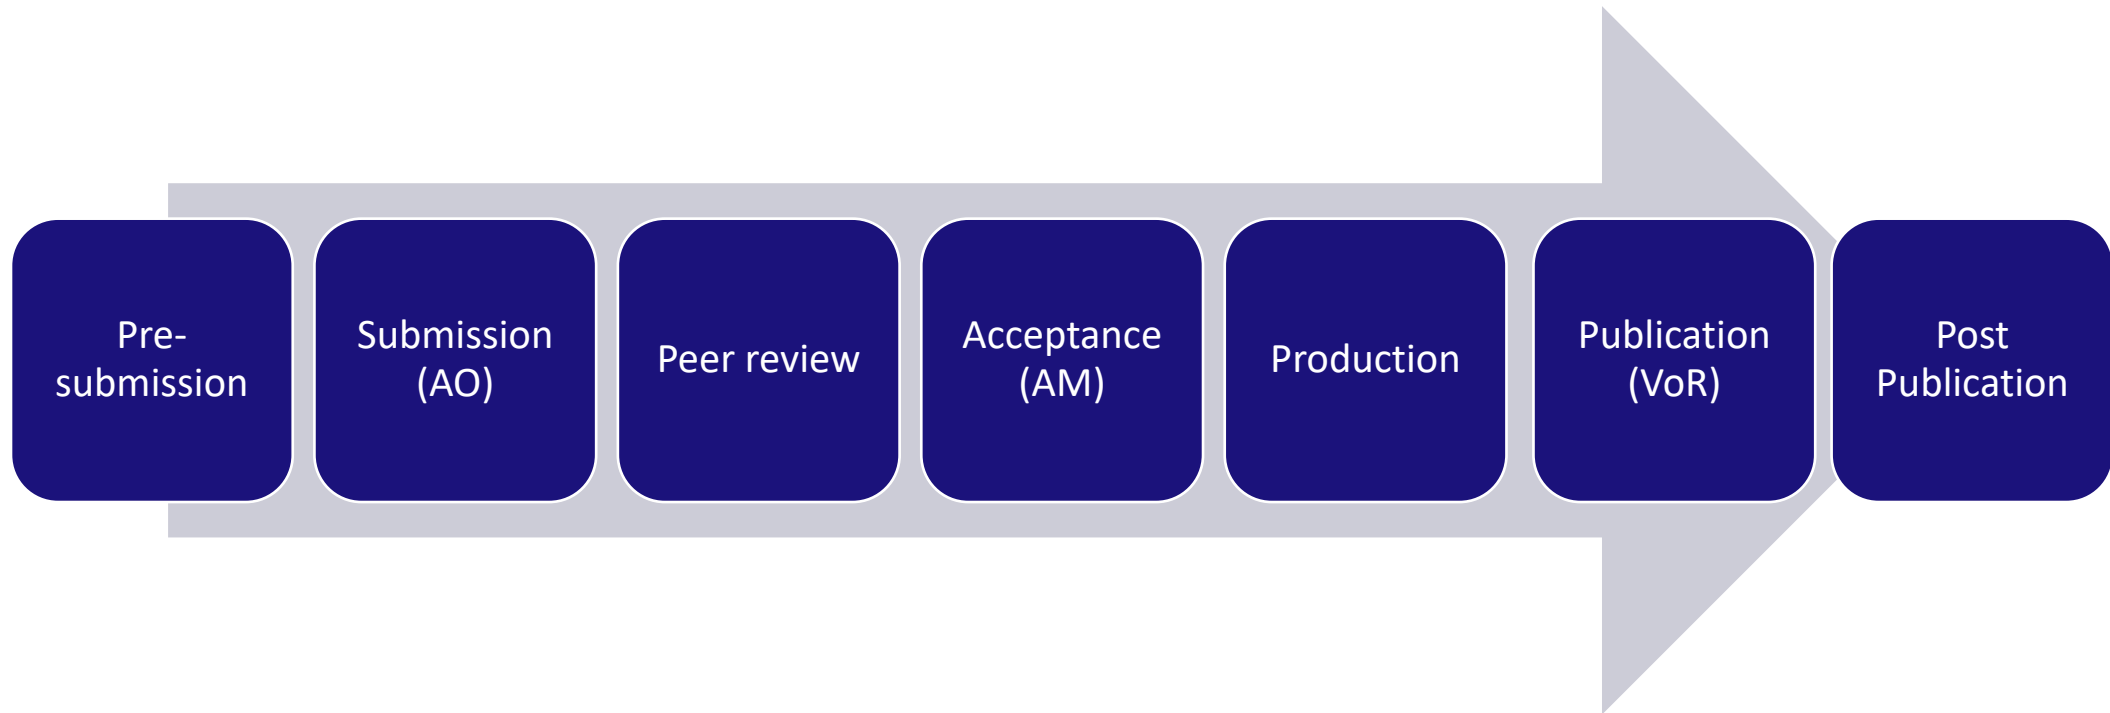 Pre-
submission
Submission
(AO)
Peer review
Acceptance
(AM)
Production
Publication
(VoR)
Post
Publication